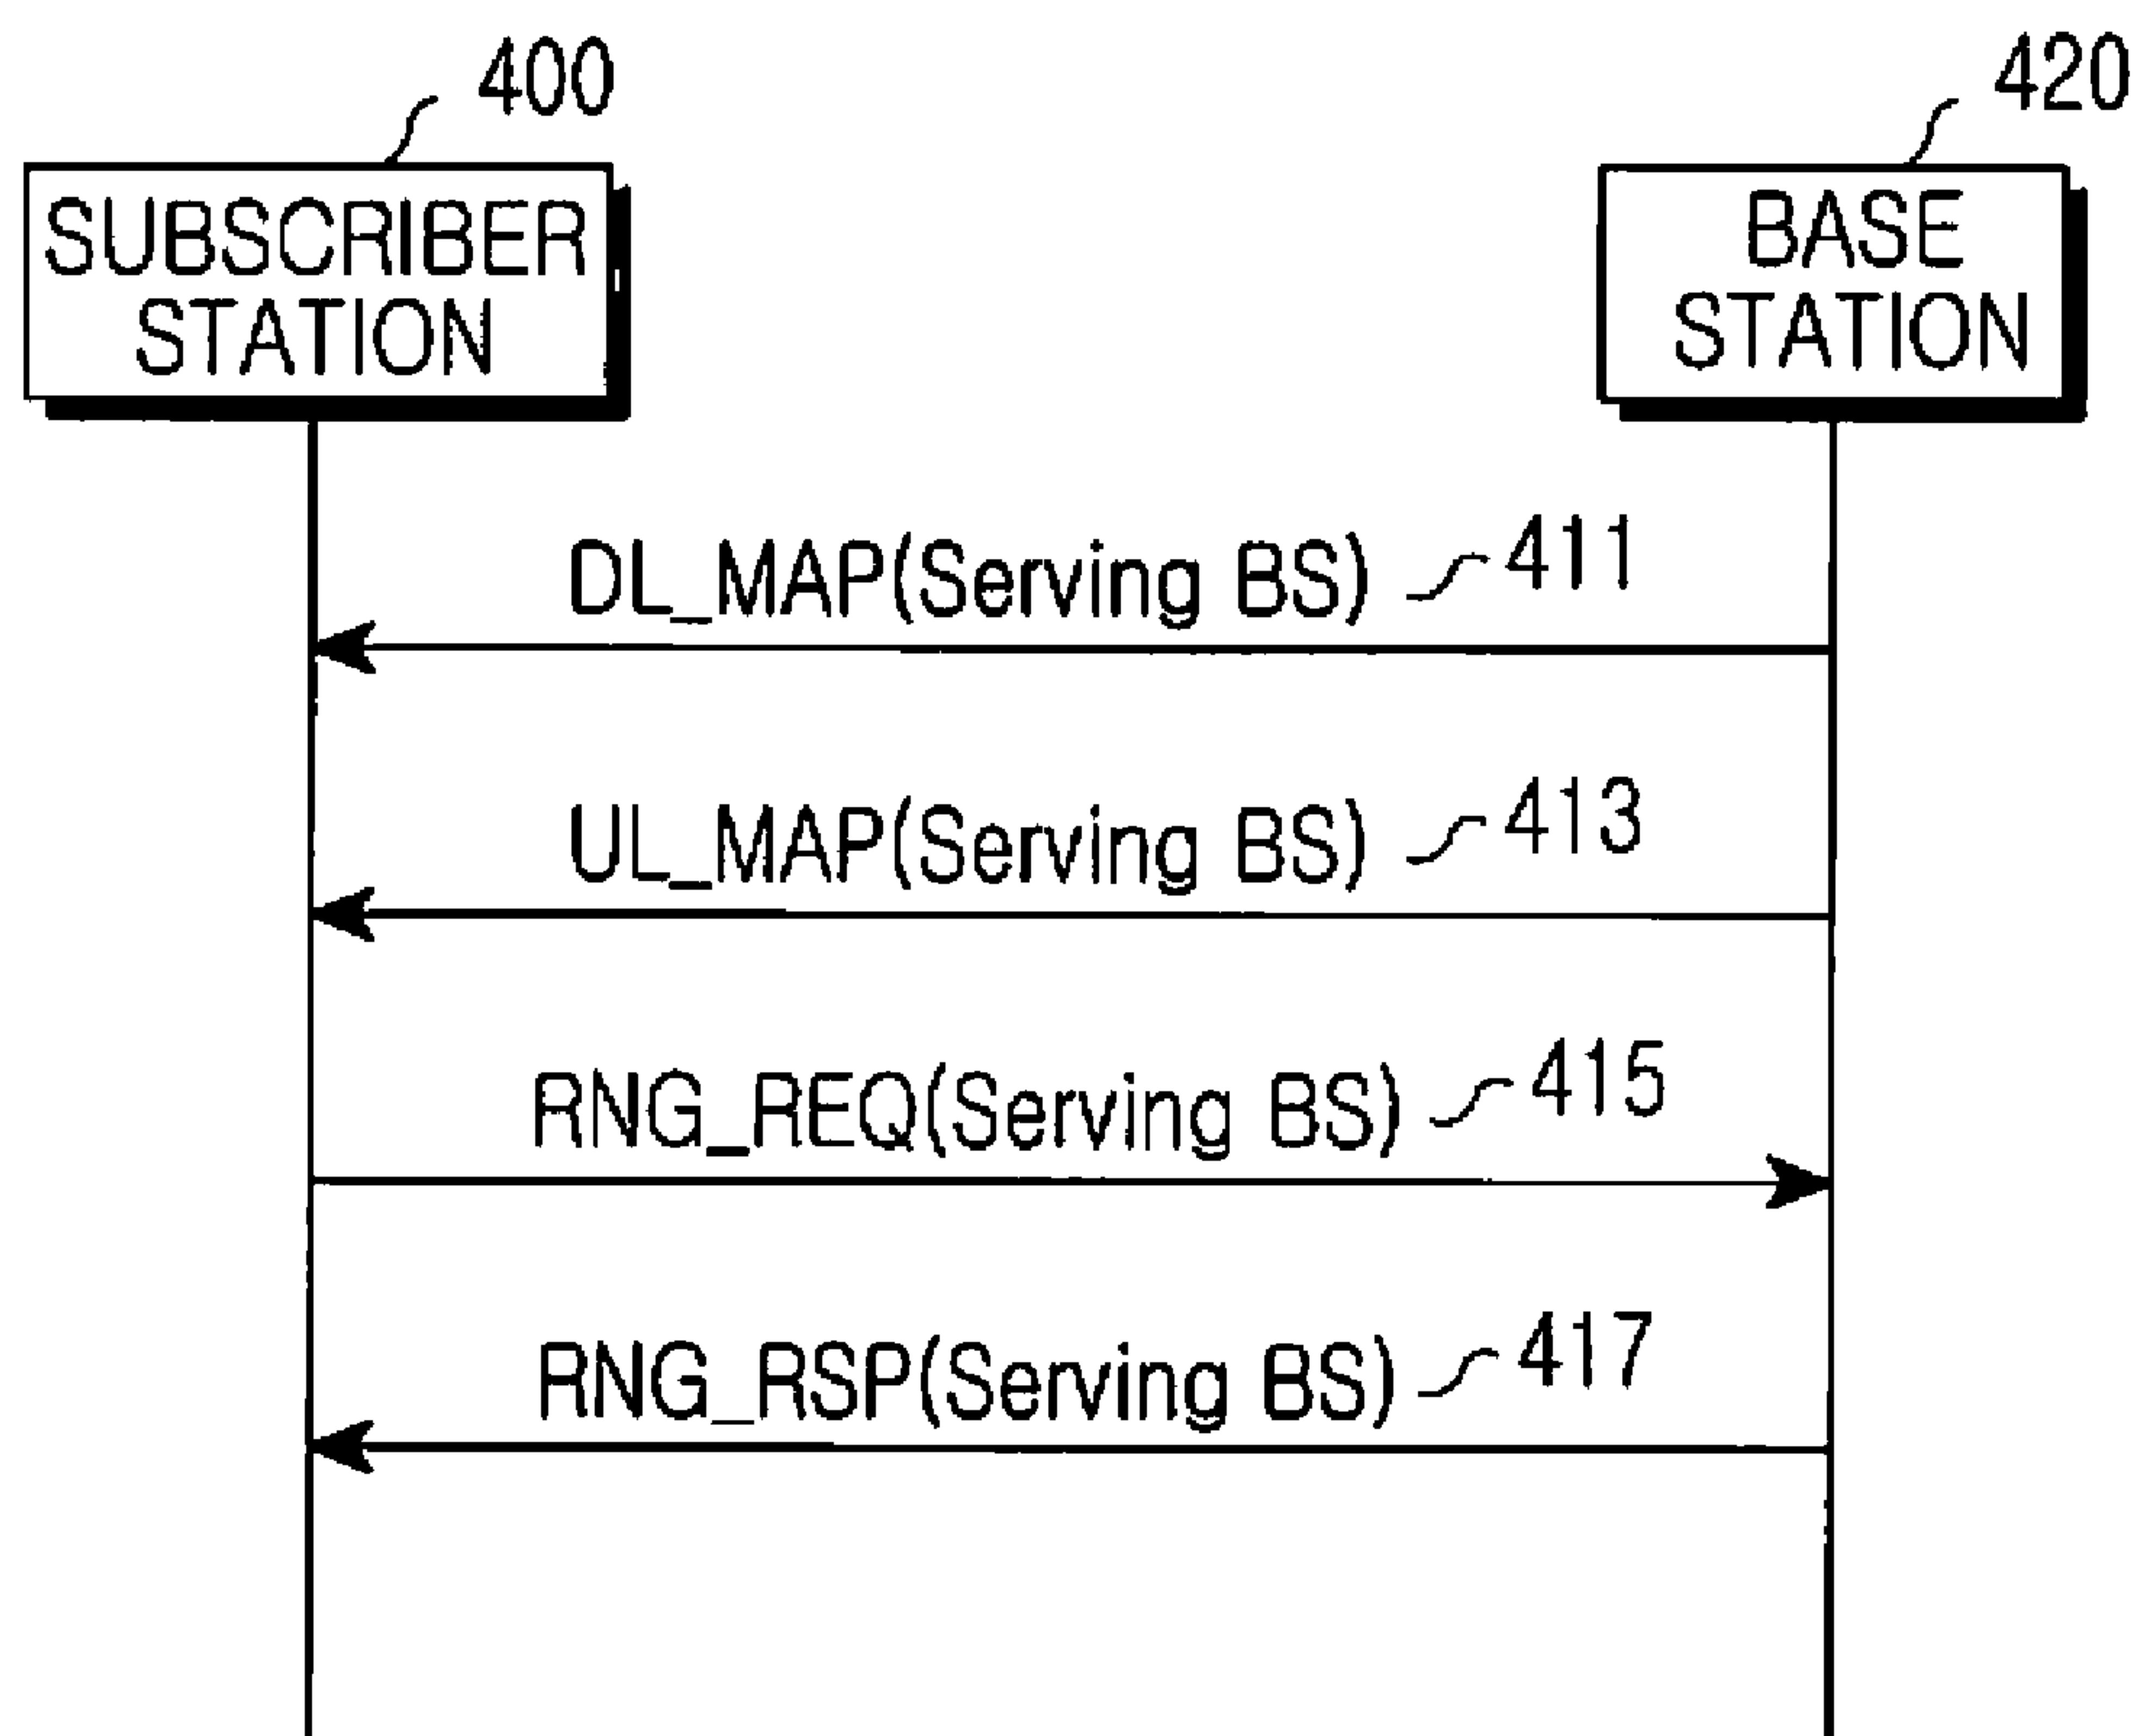 400
420
SUBSCRIBER
STATION
BASE
STATION
DL_MAP(Serving BS) 411
UL_MAP(Serving BS) 413
RNG_REQ(Serving BS) 415
RNG_RSP(Serving BS) 417